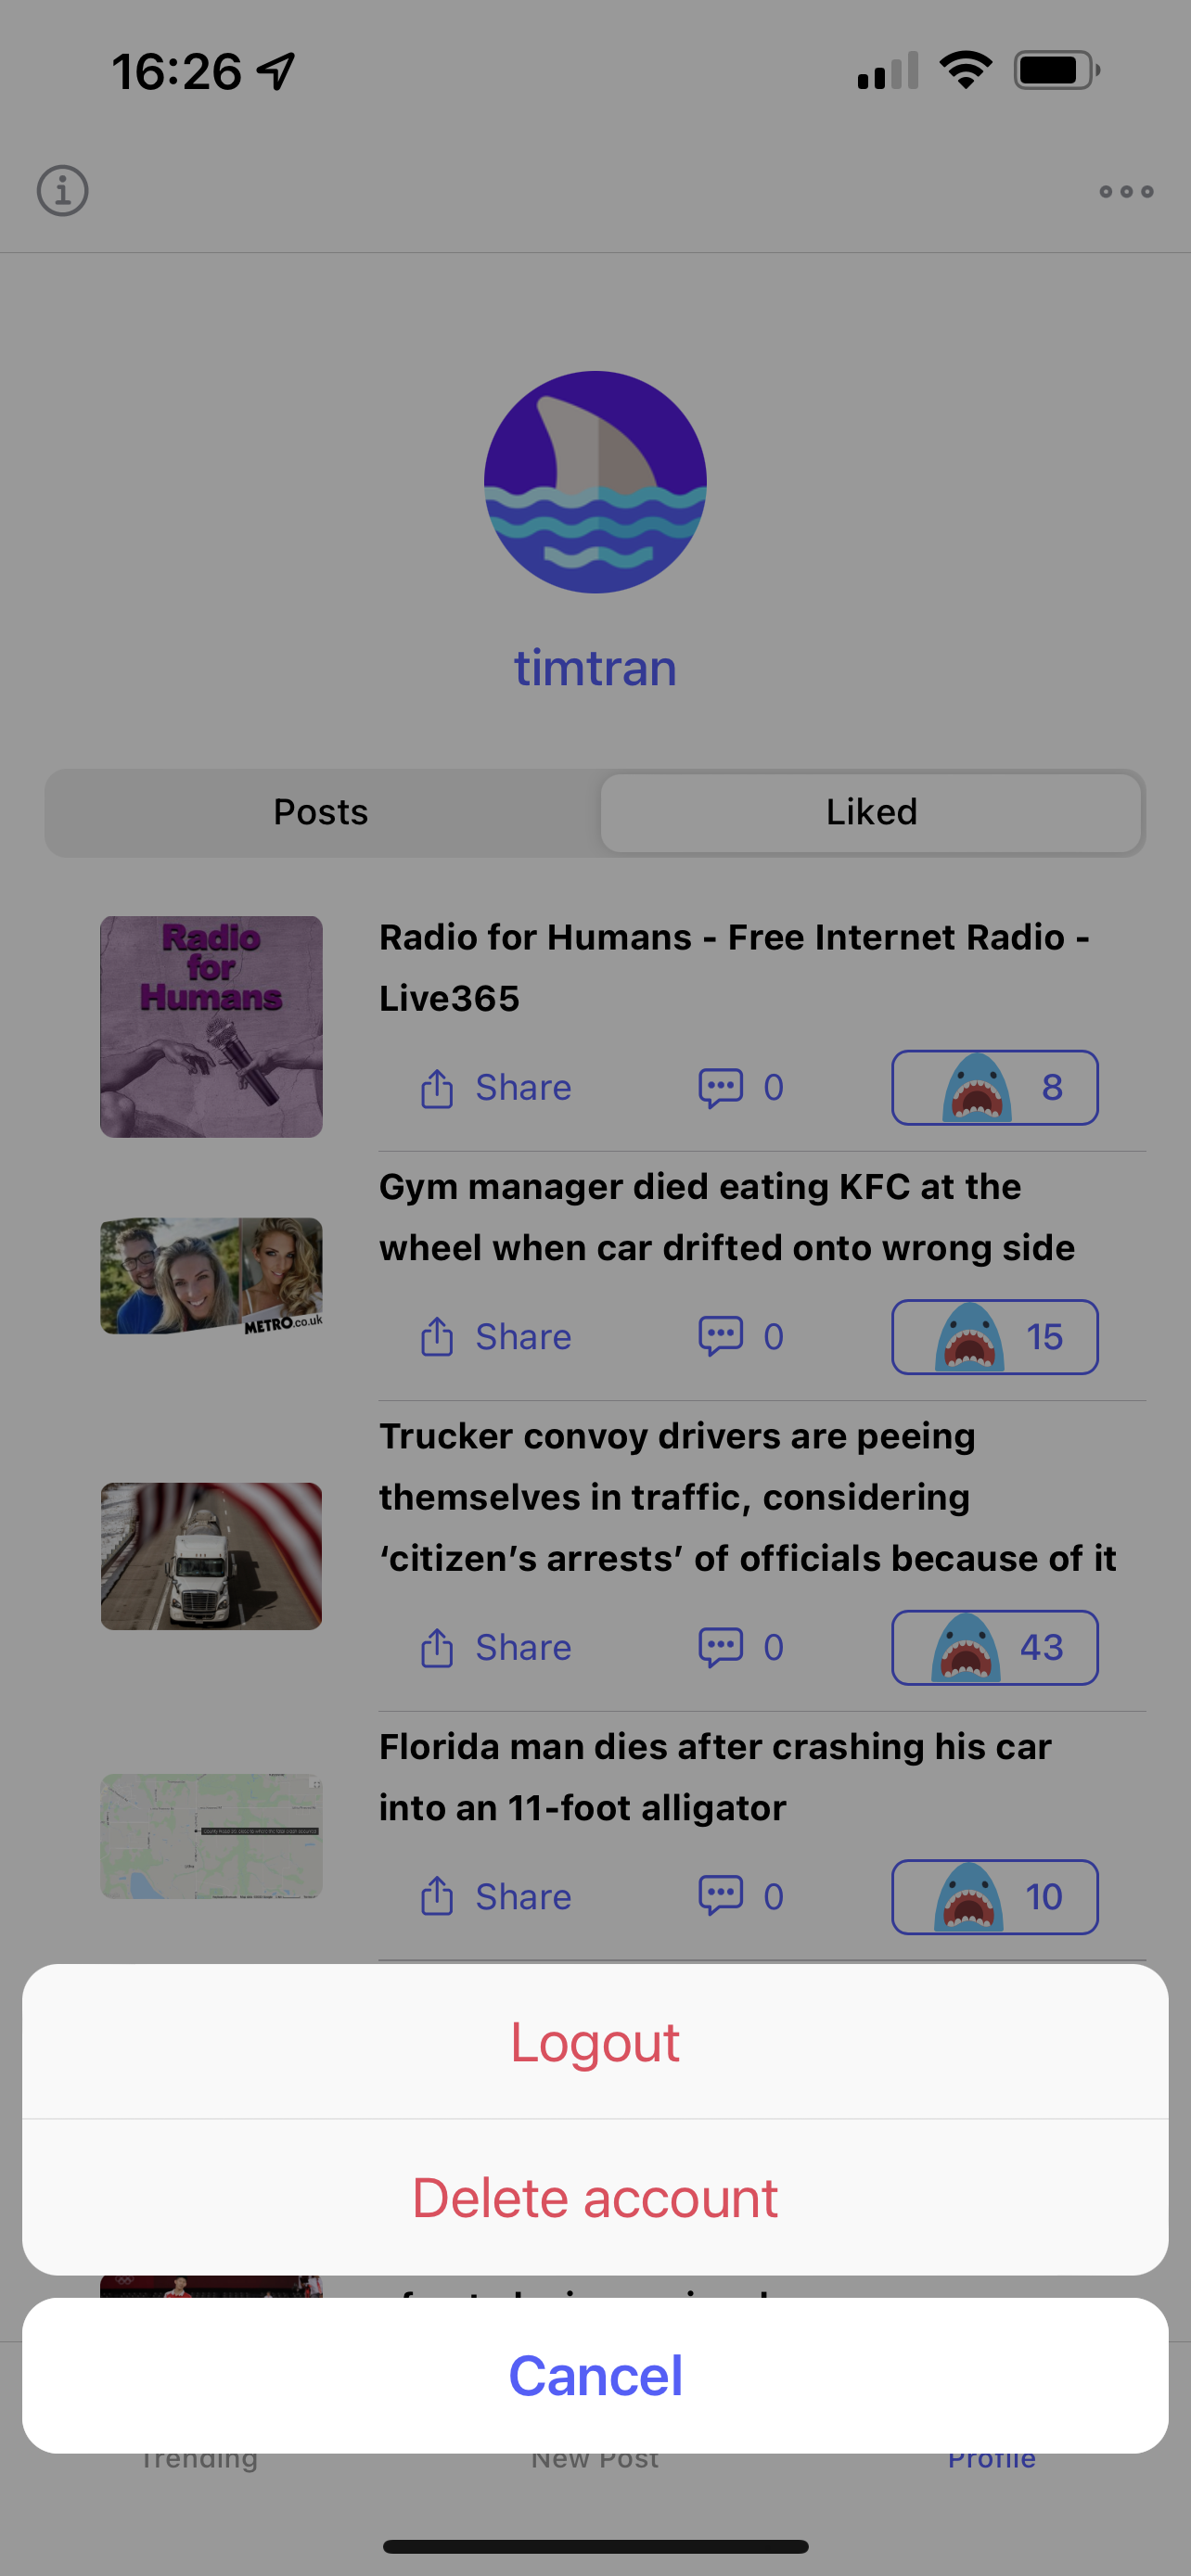 16:26
timtran
Posts
Liked
Radio
for
Humans
Radio for Humans - Free Internet Radio -
Live365
Share
0
8
METRO.co.uk
Gym manager died eating KFC at the
wheel when car drifted onto wrong side
Share
0
15
Trucker convoy drivers are peeing
themselves in traffic, considering
‘citizen’s arrests’ of officials because of it
Share
0
43
Florida man dies after crashing his car
into an 11-foot alligator
Share
0
10
Logout
Delete account
Cancel
Trending
New Post
Profile